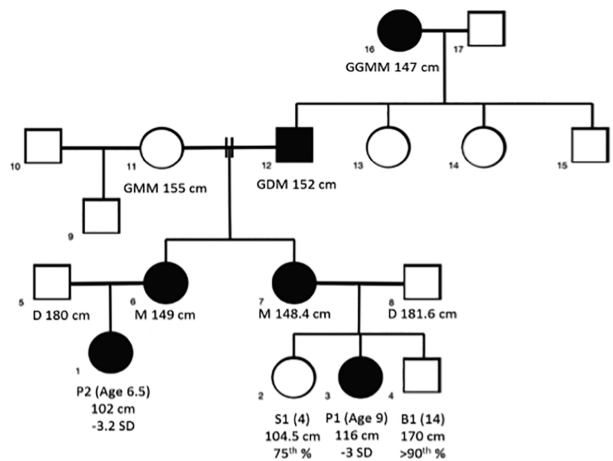 16
17
GGMM 147 cm
10
11
12
13
14
15
GMM 155 cm
GDM 152 cm
9
5
6
7
8
D 180 cm
M 149 cm
M 148.4 cm
D 181.6 cm
1
2
3
4
P2 (Age 6.5)
102 cm
-3.2 SD
S1 (4)
104.5 cm
75th %
P1 (Age 9)
116 cm
-3 SD
B1 (14)
170 cm
>90th %